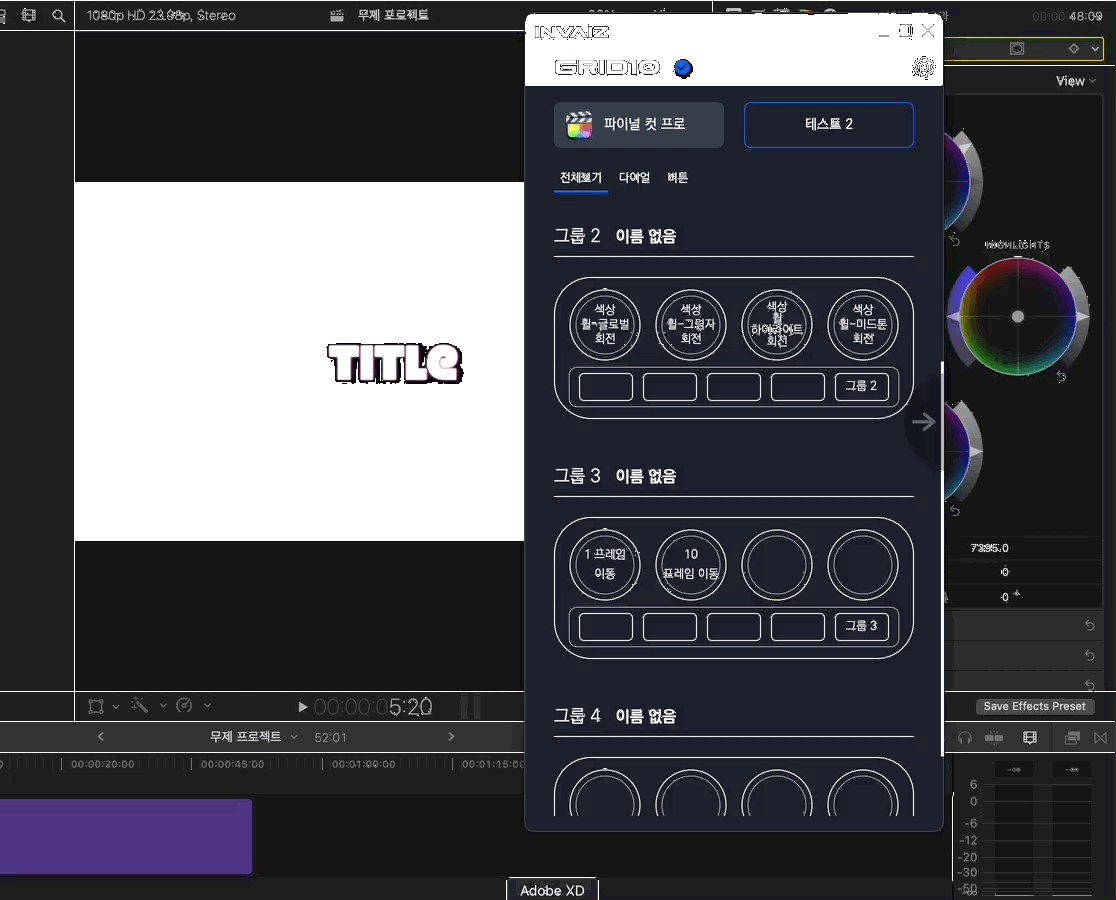 1080p HD 23.98p, Stereo
무제 프로젝트
48:09
INVAIZ
GRID10
View
파이널 컷 프로
테스트 2
전체보기
다이얼
버튼
그룹 2 이름 없음
HIGHLIGHTS
색상
휠-글로벌
회전
색상
휠-그림자
회전
색상
휠
하이라이트
회전
색상
휠-미드톤
회전
그룹 2
TITLE
그룹 3 이름 없음
1 프레임
이동
10
프레임 이동
그룹 3
0
0
그룹 4 이름 없음
00:00:05:20
Save Effects Preset
무제 프로젝트
52:01
00:00:30:00
00:00:45:00
00:01:00:00
00:01:15:00
-∞
-∞
6
0
-6
-12
-20
-30
-50
-∞
Adobe XD